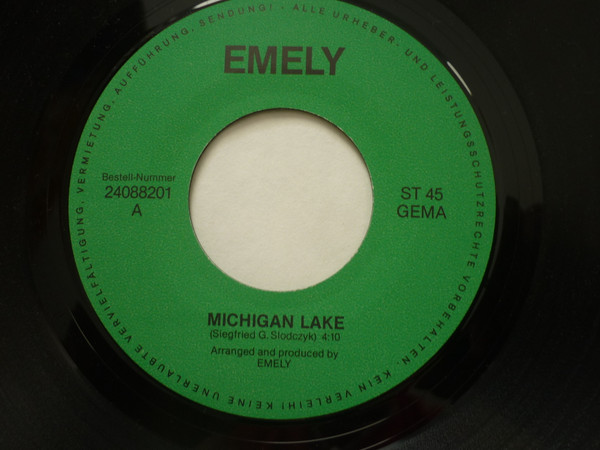 EMELY
Bestell-Nummer
24088201
A
ST 45
GEMA
MICHIGAN LAKE
(Siegfried G. Slodczyk) 4:10
Arranged and produced by
EMELY
ALLE URHEBER- UND LEISTUNGSSCHUTZRECHTE VORBEHALTEN. KEIN VERLEIH! KEINE UNERLAUBTE VERVIELFÄLTIGUNG, VERMIETUNG, AUFFÜHRUNG, SENDUNG! -